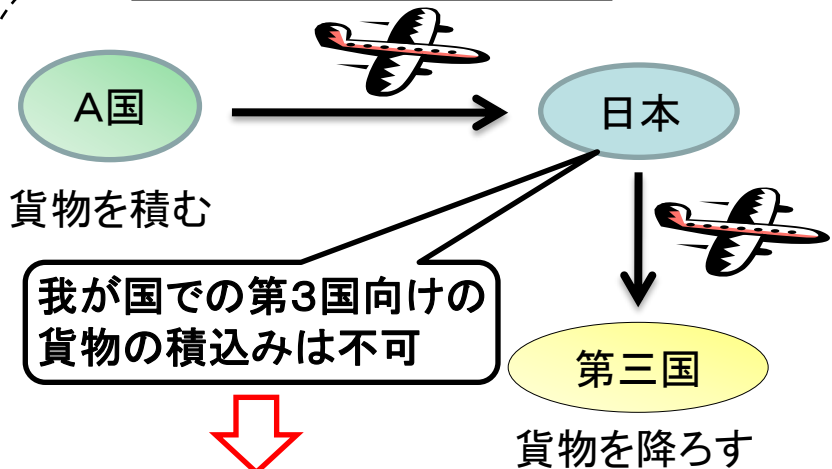 A国
日本
貨物を積む
我が国での第3国向けの
貨物の積込みは不可
第三国
貨物を降ろす